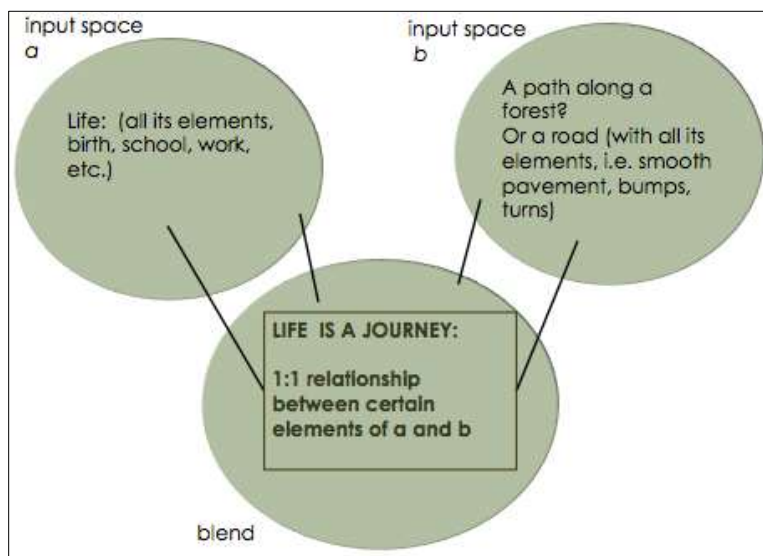 input space
a
input space
b
Life:  (all its elements,
birth, school, work,
etc.)
A path along a
forest?
Or a road (with all its
elements, i.e. smooth
pavement, bumps,
turns)
LIFE  IS A JOURNEY:
1:1 relationship
between certain
elements of a and b
blend